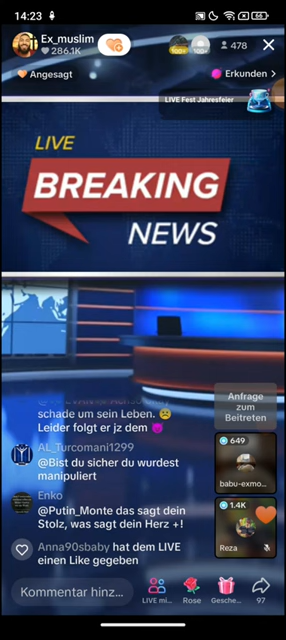 14:23
66
Ex_muslim
286.1K
100+
100+
478
Angesagt
Erkunden >
LIVE Fest Jahresfeier
LIVE
BREAKING
NEWS
schade um sein Leben. 😢
Leider folgt er jz dem 😈
Anfrage
zum
Beitreten
AL_Turcomani1299
@Bist du sicher du wurdest
manipuliert
649
babu-exmo...
Enko
@Putin_Monte das sagt dein
Stolz, was sagt dein Herz +!
1.4K
Reza
Anna90sbaby hat dem LIVE
einen Like gegeben
Kommentar hinz...
LIVE mi...
Rose
Gesche...
97